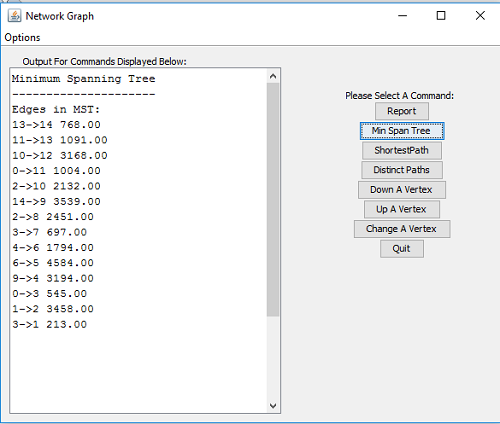 Network Graph
Options
Output For Commands Displayed Below:
Minimum Spanning Tree
---------------------
Edges in MST:
13->14 768.00
11->13 1091.00
10->12 3168.00
0->11 1004.00
2->10 2132.00
14->9 3539.00
2->8 2451.00
3->7 697.00
4->6 1794.00
6->5 4584.00
9->4 3194.00
0->3 545.00
1->2 3458.00
3->1 213.00
Please Select A Command:
Report
Min Span Tree
ShortestPath
Distinct Paths
Down A Vertex
Up A Vertex
Change A Vertex
Quit